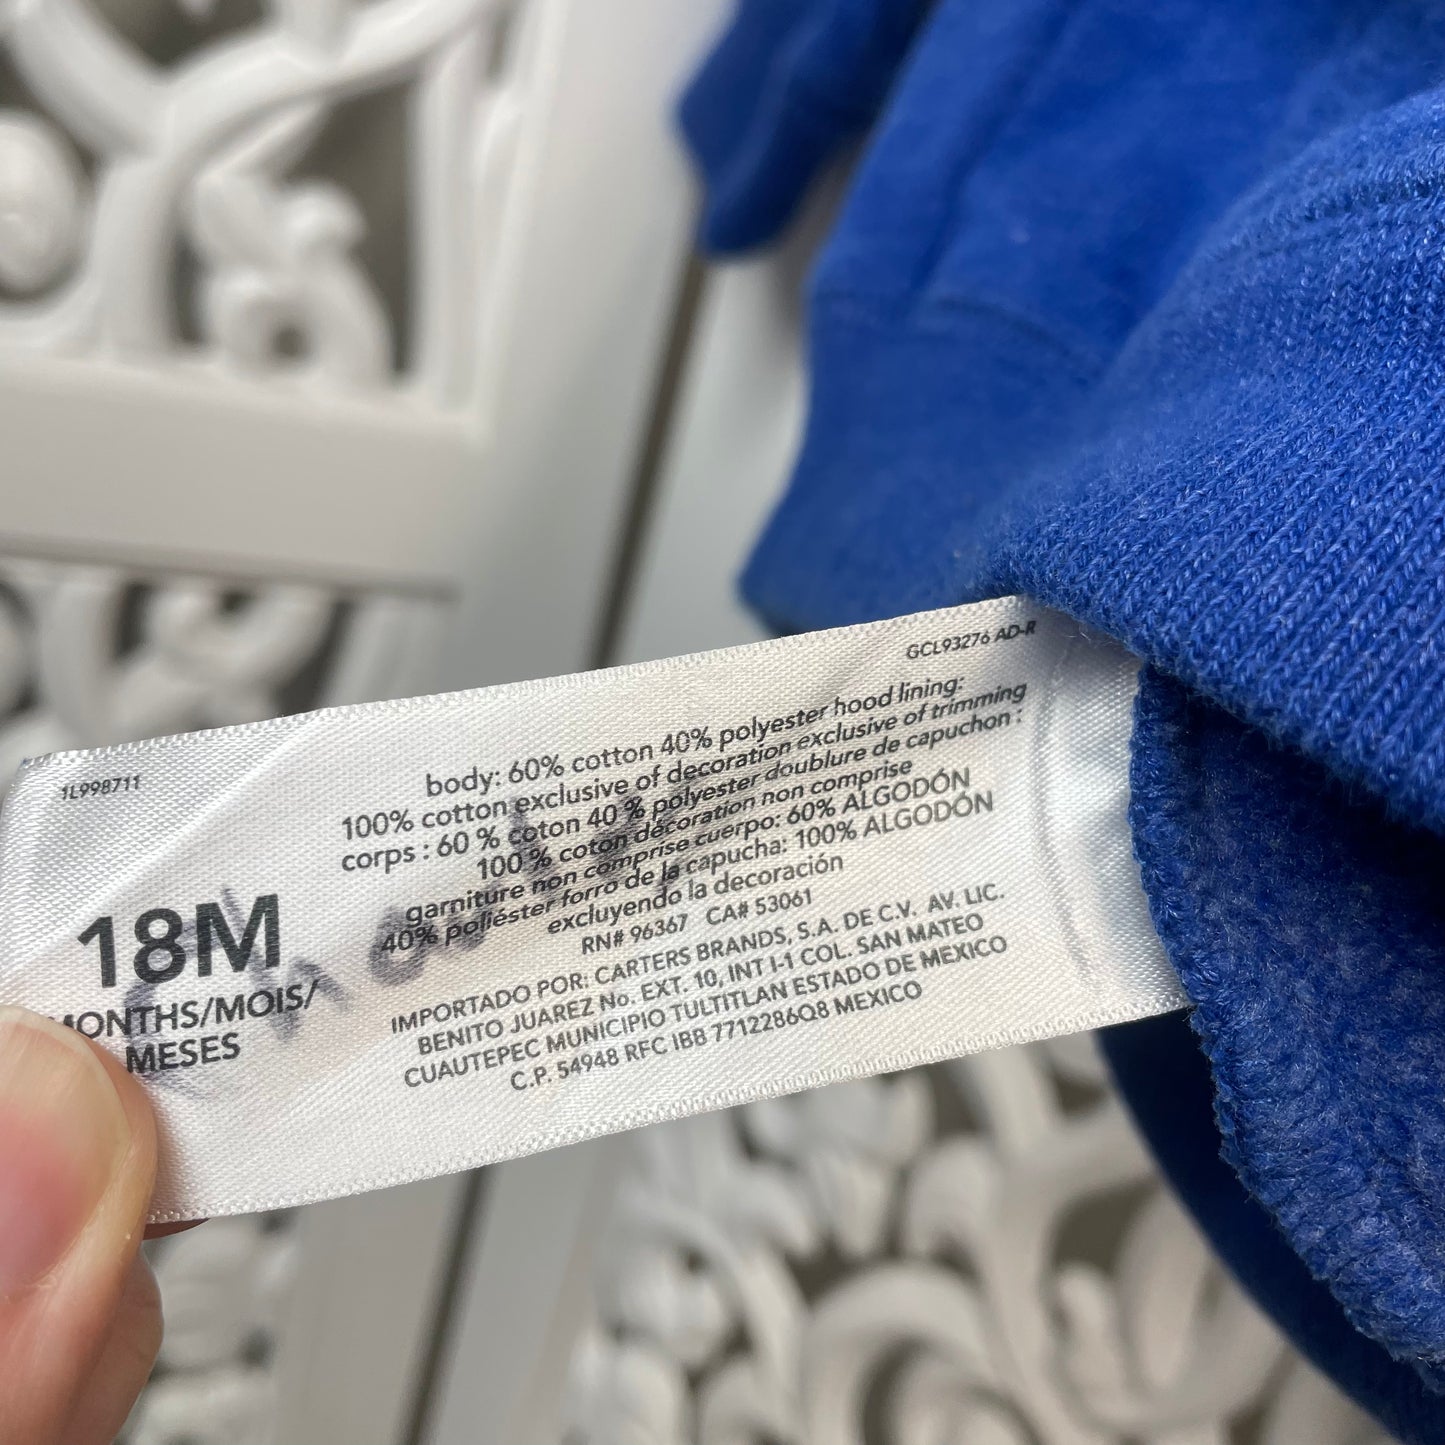 GCL93276 AD-R
1L998711
body: 60% cotton 40% polyester hood lining:
100% cotton exclusive of decoration exclusive of trimming
corps : 60 % coton 40 % polyester doublure de capuchon :
100 % coton décoration non comprise
garniture non comprise cuerpo: 60% ALGODÓN
40% poliéster forro de la capucha: 100% ALGODÓN
excluyendo la decoración
RN# 96367 CA# 53061
IMPORTADO POR: CARTERS BRANDS, S.A. DE C.V. AV. LIC.
BENITO JUAREZ No. EXT. 10, INT I-1 COL. SAN MATEO
CUAUTEPEC MUNICIPIO TULTITLAN ESTADO DE MEXICO
C.P. 54948 RFC IBB 7712286Q8 MEXICO
18M
MONTHS/MOIS/
MESES